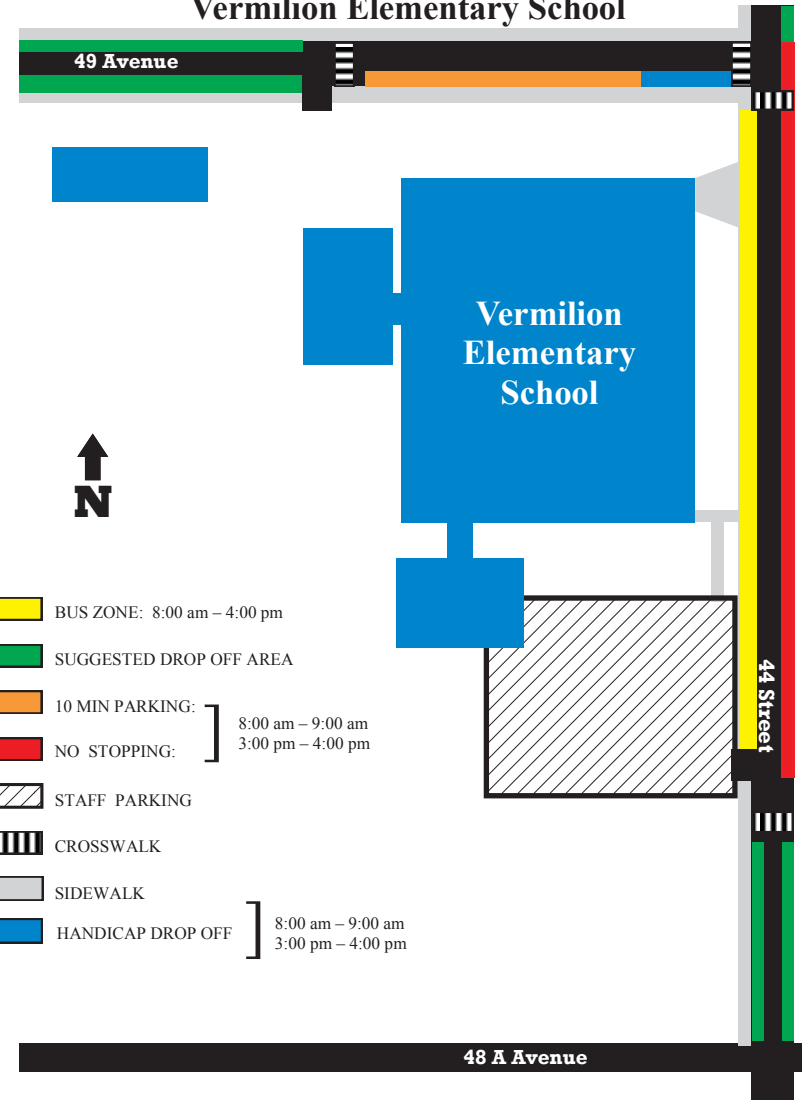 Vermilion Elementary School
49 Avenue
Vermilion
Elementary
School
N
BUS ZONE: 8:00 am – 4:00 pm
SUGGESTED DROP OFF AREA
10 MIN PARKING:
8:00 am – 9:00 am
3:00 pm – 4:00 pm
NO STOPPING:
44 Street
STAFF PARKING
CROSSWALK
SIDEWALK
HANDICAP DROP OFF
8:00 am – 9:00 am
3:00 pm – 4:00 pm
48 A Avenue